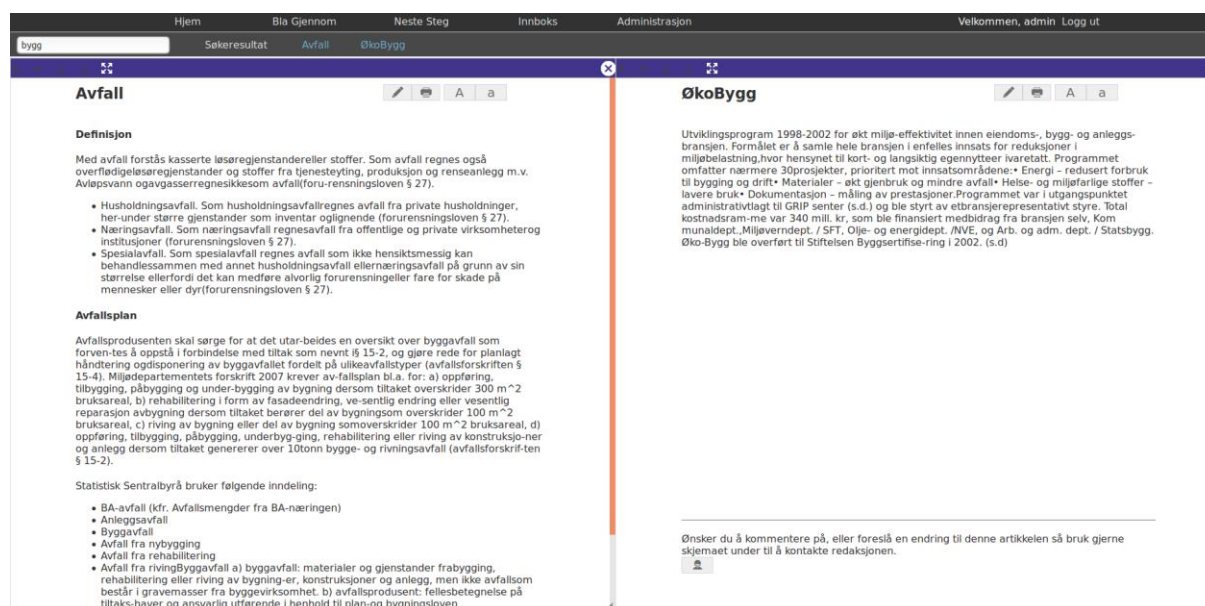 Hjem Bla Gjennom Neste Steg Innboks Administrasjon Velkommen, admin Logg ut
bygg Søkeresultat Avfall ØkoBygg
Avfall A a
Definisjon
Med avfall forstås kasserte løsøregjenstandereller stoffer. Som avfall regnes også
overflødigeløsøregjenstander og stoffer fra tjenesteyting, produksjon og renseanlegg m.v.
Avløpsvann ogavgasserregnesikkesom avfall(foru-rensningsloven § 27).
• Husholdningsavfall. Som husholdningsavfallregnes avfall fra private husholdninger,
her-under større gjenstander som inventar oglignende (forurensningsloven § 27).
• Næringsavfall. Som næringsavfall regnesavfall fra offentlige og private virksomheterog
institusjoner (forurensningsloven § 27).
• Spesialavfall. Som spesialavfall regnes avfall som ikke hensiktsmessig kan
behandlessammen med annet husholdningsavfall ellernæringsavfall på grunn av sin
størrelse ellerfordi det kan medføre alvorlig forurensningeller fare for skade på
mennesker eller dyr(forurensningsloven § 27).
Avfallsplan
Avfallsprodusenten skal sørge for at det utar-beides en oversikt over byggavfall som
forven-tes å oppstå i forbindelse med tiltak som nevnt i§ 15-2, og gjøre rede for planlagt
håndtering ogdisponering av byggavfallet fordelt på ulikeavfallstyper (avfallsforskriften §
15-4). Miljødepartementets forskrift 2007 krever av-fallsplan bl.a. for: a) oppføring,
tilbygging, påbygging og under-bygging av bygning dersom tiltaket overskrider 300 m^2
bruksareal, b) rehabilitering i form av fasadeendring, ve-sentlig endring eller vesentlig
reparasjon avbygning dersom tiltaket berører del av bygningsom overskrider 100 m^2
bruksareal, c) riving av bygning eller del av bygning somoverskrider 100 m^2 bruksareal, d)
oppføring, tilbygging, påbygging, underbyg-ging, rehabilitering eller riving av konstruksjo-ner
og anlegg dersom tiltaket genererer over 10tonn bygge- og rivningsavfall (avfallsforskrif-ten
§ 15-2).
Statistisk Sentralbyrå bruker følgende inndeling:
• BA-avfall (kfr. Avfallsmengder fra BA-næringen)
• Anleggsavfall
• Byggavfall
• Avfall fra nybygging
• Avfall fra rehabilitering
• Avfall fra rivingByggavfall a) byggavfall: materialer og gjenstander frabygging,
rehabilitering eller riving av bygning-er, konstruksjoner og anlegg, men ikke avfallsom
består i gravemasser fra byggevirksomhet. b) avfallsprodusent: fellesbetegnelse på
tiltaks-haver og ansvarlig utførende i henhold til plan-og bygningsloven
ØkoBygg A a
Utviklingsprogram 1998-2002 for økt miljø-effektivitet innen eiendoms-, bygg- og anleggs-
bransjen. Formålet er å samle hele bransjen i enfelles innsats for reduksjoner i
miljøbelastning,hvor hensynet til kort- og langsiktig egennytteer ivaretatt. Programmet
omfatter nærmere 30prosjekter, prioritert mot innsatsområdene:• Energi – redusert forbruk
til bygging og drift• Materialer – økt gjenbruk og mindre avfall• Helse- og miljøfarlige stoffer –
lavere bruk• Dokumentasjon – måling av prestasjoner.Programmet var i utgangspunktet
administrativtlagt til GRIP senter (s.d.) og ble styrt av etbransjerepresentativt styre. Total
kostnadsram-me var 340 mill. kr, som ble finansiert medbidrag fra bransjen selv, Kom
munaldept.,Miljøverndept. / SFT, Olje- og energidept. /NVE, og Arb. og adm. dept. / Statsbygg.
Øko-Bygg ble overført til Stiftelsen Byggsertifise-ring i 2002. (s.d)
Ønsker du å kommentere på, eller foreslå en endring til denne artikkelen så bruk gjerne
skjemaet under til å kontakte redaksjonen.